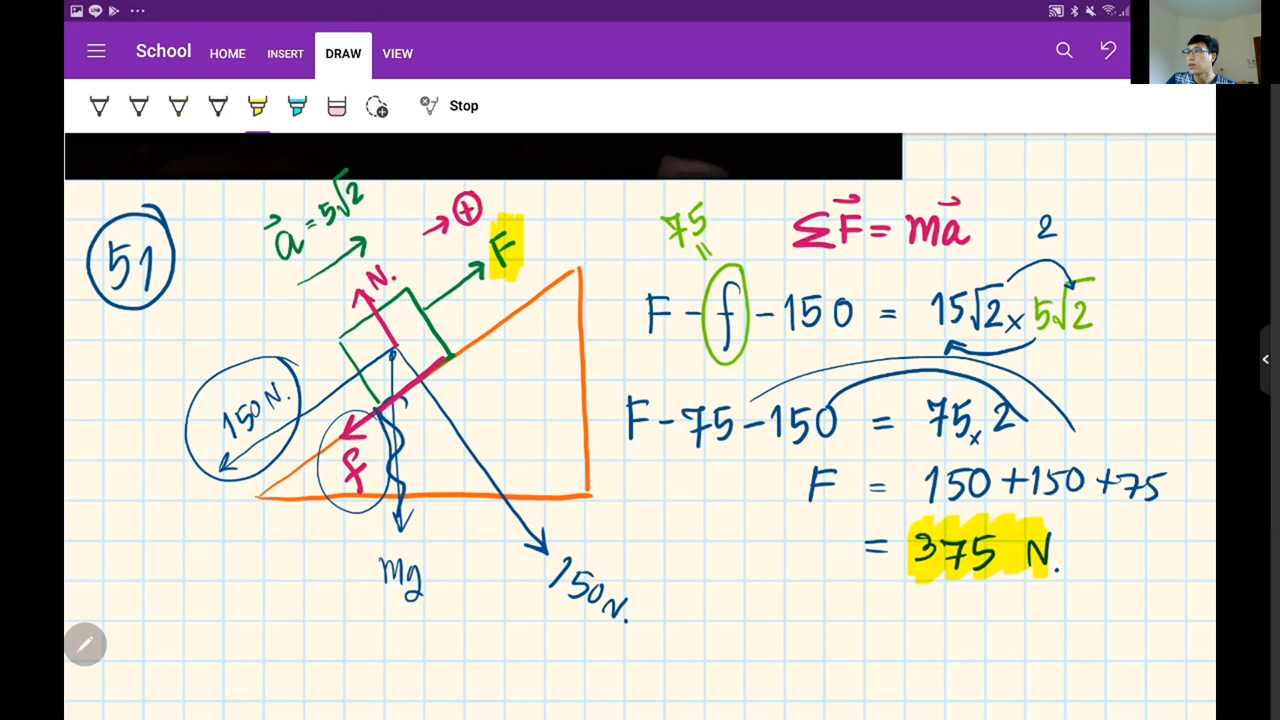 School HOME INSERT DRAW VIEW
Stop
51
a = 5√2
→ +
F
N.
150 N.
f
mg
150 N.
75
=
ΣF = ma
2
F - f - 150 = 15√2 x 5√2
F - 75 - 150 = 75 x 2
F = 150 + 150 + 75
= 375 N.